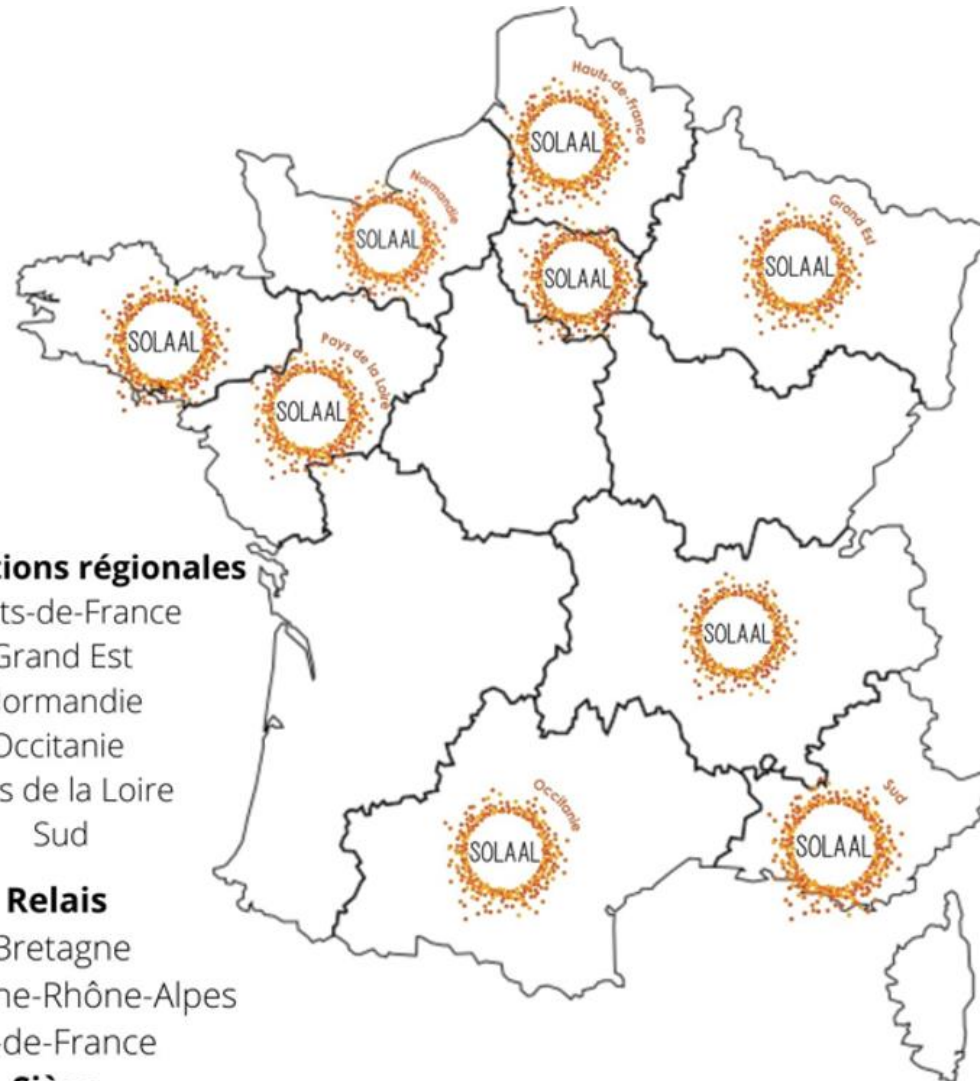 Hauts-de-France
SOLAAL
Normandie
SOLAAL
Grand Est
SOLAAL
SOLAAL
SOLAAL
Pays de la Loire
SOLAAL
tions régionales
ts-de-France
Grand Est
ormandie
Occitanie
s de la Loire
Sud
SOLAAL
Occitanie
SOLAAL
Sud
SOLAAL
Relais
Bretagne
ne-Rhône-Alpes
-de-France